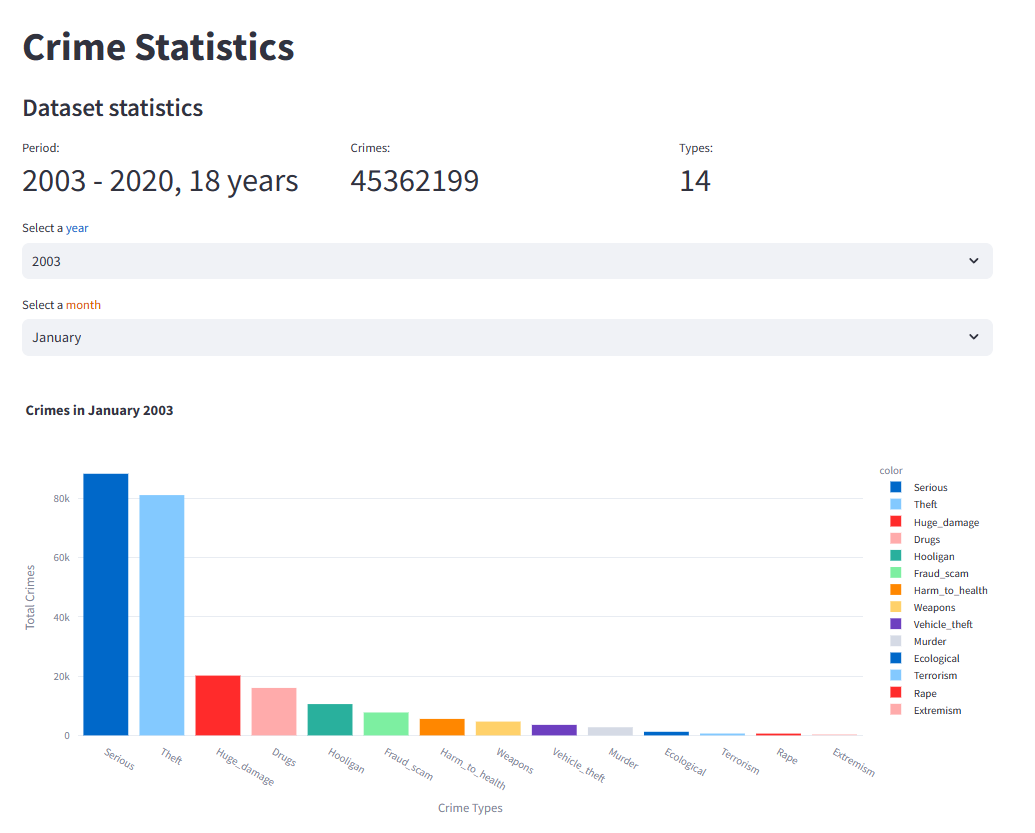 Crime Statistics
Dataset statistics
Period:
2003 - 2020, 18 years
Crimes:
45362199
Types:
14
Select a year
2003
Select a month
January
Crimes in January 2003
Total Crimes
80k
60k
40k
20k
0
Serious
Theft
Huge_damage
Drugs
Hooligan
Fraud_scam
Harm_to_health
Weapons
Vehicle_theft
Murder
Ecological
Terrorism
Rape
Extremism
Crime Types
color
Serious
Theft
Huge_damage
Drugs
Hooligan
Fraud_scam
Harm_to_health
Weapons
Vehicle_theft
Murder
Ecological
Terrorism
Rape
Extremism